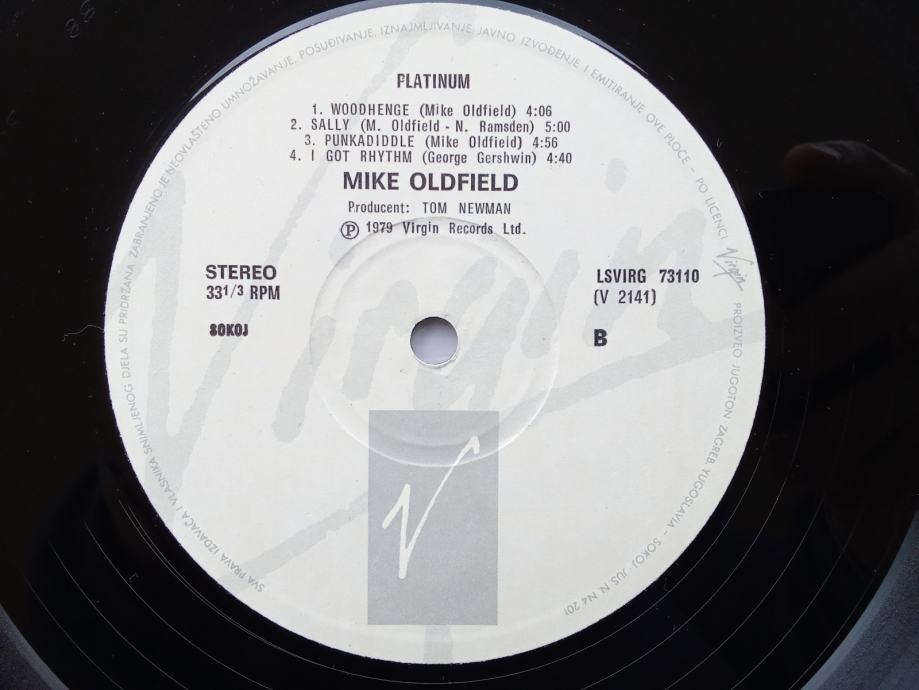 PLATINUM
1. WOODHENGE (Mike Oldfield) 4:06
2. SALLY (M. Oldfield - N. Ramsden) 5:00
3. PUNKADIDDLE (Mike Oldfield) 4:56
4. I GOT RHYTHM (George Gershwin) 4:40
MIKE OLDFIELD
Producent: TOM NEWMAN
Ⓟ 1979 Virgin Records Ltd.
STEREO
33 1/3 RPM
SOKOJ
LSVIRG 73110
(V 2141)
B
Virgin
V
SVA PRAVA IZDAVAČA I VLASNIKA SNIMLJENOG DJELA SU PRIDRŽANA ZABRANJENO JE NEOVLAŠTENO UMNOŽAVANJE, POSUĐIVANJE, IZNAJMLJIVANJE, JAVNO IZVOĐENJE I EMITIRANJE OVE PLOČE - PO LICENCI Virgin PROIZVEO JUGOTON ZAGREB YUGOSLAVIA - SOKOJ JUS N N4 201